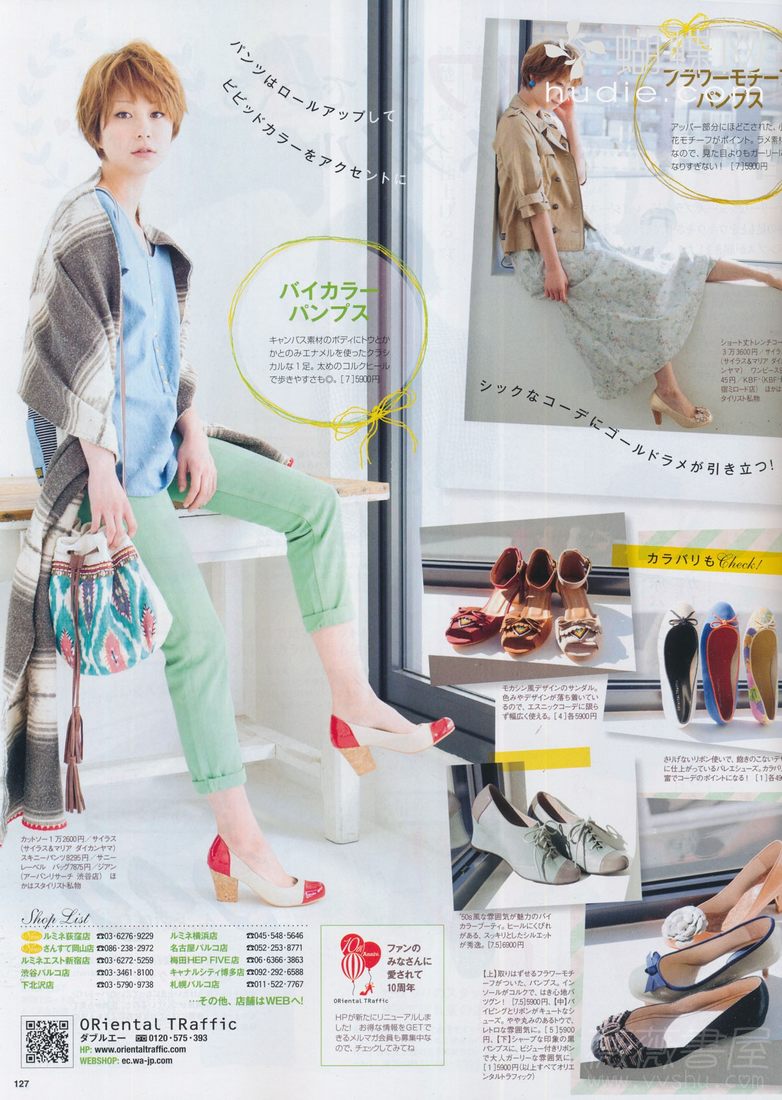 パンツはロールアップして
ビビッドカラーをアクセントに
バイカラー
パンプス
キャンバス素材のボディにトウとか
かとのみエナメルを使ったクラシ
カルな1足。太めのコルクヒール
で歩きやすさも◎。[7]5900円
フラワーモチーフ
パンプス
hudie.com
アッパー部分にほどこされた、
花モチーフがポイント。ラメ素材
なので、見た目よりもガーリーに
なりすぎない! [7]5900円
ショート丈トレンチコー
ト3万3600円/サイラ
(サイラス&マリア ダイ
カンヤマ) ワンピース
45円/KBF(KBF
宿ミロード店) ほかは
タイリスト私物
シックなコーデにゴールドラメが引き立つ!
カラバリもCheck!
モカシン風デザインのサンダル。
色みやデザインが落ち着いてい
るので、エスニックコーデに限ら
ず幅広く使える。[4]各5900円
さりげないリボン使いで、飽きのこないデザ
に仕上がっているバレエシューズ。カラバリ
富でコーデのポイントになる! [1]各49
カットソー1万2600円/サイラス
(サイラス&マリア ダイカンヤマ)
スキニーパンツ8295円/サニー
レーベル バッグ7875円/ジアン
(アーバンリサーチ 渋谷店) ほ
かはスタイリスト私物
'50s風な雰囲気が魅力のバイ
カラーブーティ。ヒールにくびれ
がある、スッキリとしたシルエット
が秀逸。[7.5]6900円
【上】取りはずせるフラワーモチー
フがついた、パンプス。イン
ソールがコルクで、はき心地バ
ツグン! [7.5]5900円、【中】パ
イピングとリボンがキュートなシ
ューズ。やや丸みのあるトウで、
レトロな雰囲気に。[5]5900
円、【下】シャープな印象の黒
パンプスに、ビジュー付きリボン
で大人ガーリーな雰囲気に。
[1]5900円(以上すべてオリエ
ンタルトラフィック)
Shop List
New ルミネ荻窪店 ☎03-6276-9229
New さんすて岡山店 ☎086-238-2972
ルミネエスト新宿店 ☎03-6273-5259
渋谷パルコ店 ☎03-3461-8100
下北沢店 ☎03-5790-9738
ルミネ横浜店 ☎045-548-5646
名古屋パルコ店 ☎052-253-8771
梅田HEP FIVE店 ☎06-6366-3863
キャナルシティ博多店 ☎092-292-6588
札幌パルコ店 ☎011-522-7767
…その他、店舗はWEBへ!
ORiental TRaffic
ダブルエー 0120-575-393
HP: www.orientaltraffic.com
WEBSHOP: ec.wa-jp.com
10th Anniv.
ORiental TRaffic
ファンの
みなさんに
愛されて
10周年
HPが新たにリニューアルし
ました! お得な情報をGETで
きるメルマガ会員も募集中な
ので、チェックしてみてね
127
薇薇書屋
www.vvshu.com